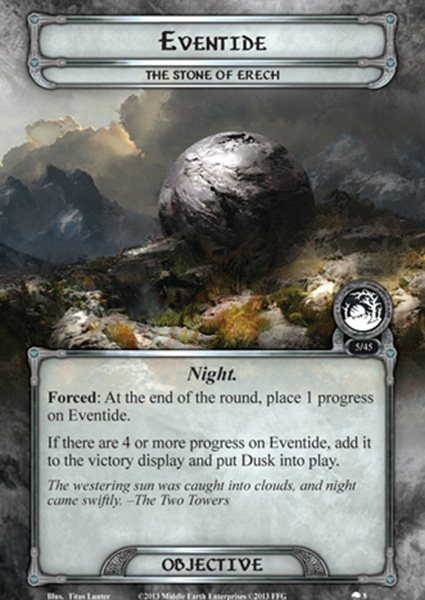 Eventide
The Stone of Erech
5/45
Night.
Forced: At the end of the round, place 1 progress
on Eventide.
If there are 4 or more progress on Eventide, add it
to the victory display and put Dusk into play.
The westering sun was caught into clouds, and night
came swiftly. –The Two Towers
OBJECTIVE
Illus. Titus Lunter ©2013 Middle Earth Enterprises ©2013 FFG 8